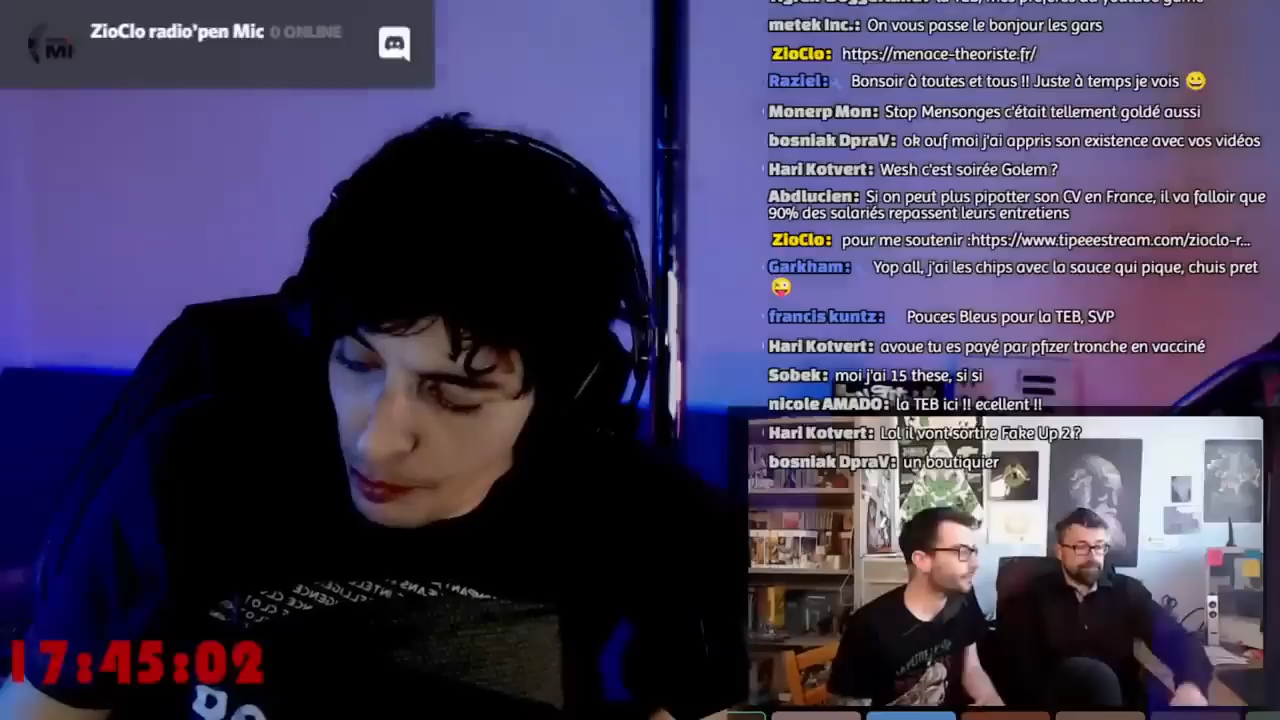 ZioClo radio'pen Mic 0 ONLINE
MI
metek Inc.: On vous passe le bonjour les gars
ZioClo: https://menace-theoriste.fr/
Raziel: Bonsoir à toutes et tous !! Juste à temps je vois 😀
Monerp Mon: Stop Mensonges c'était tellement goldé aussi
bosniak DpraV: ok ouf moi j'ai appris son existence avec vos vidéos
Hari Kotvert: Wesh c'est soirée Golem ?
Abdlucien: Si on peut plus pipotter son CV en France, il va falloir que
90% des salariés repassent leurs entretiens
ZioClo: pour me soutenir :https://www.tipeeestream.com/zioclo-r...
Garkham: Yop all, j'ai les chips avec la sauce qui pique, chuis pret
😜
francis kuntz: Pouces Bleus pour la TEB, SVP
Hari Kotvert: avoue tu es payé par pfizer tronche en vacciné
Sobek: moi j'ai 15 these, si si
nicole AMADO: la TEB ici !! ecellent !!
Hari Kotvert: Lol il vont sortire Fake Up 2 ?
bosniak DpraV: un boutiquier
17:45:02